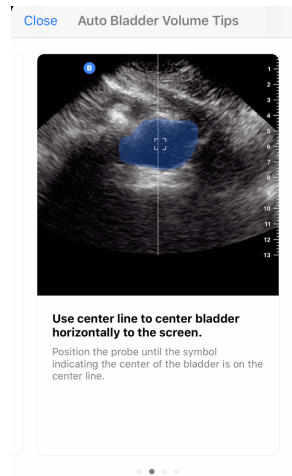 Close Auto Bladder Volume Tips
B
1
2
3
4
5
6
7
8
9
10
11
12
13
Use center line to center bladder
horizontally to the screen.
Position the probe until the symbol
indicating the center of the bladder is on the
center line.